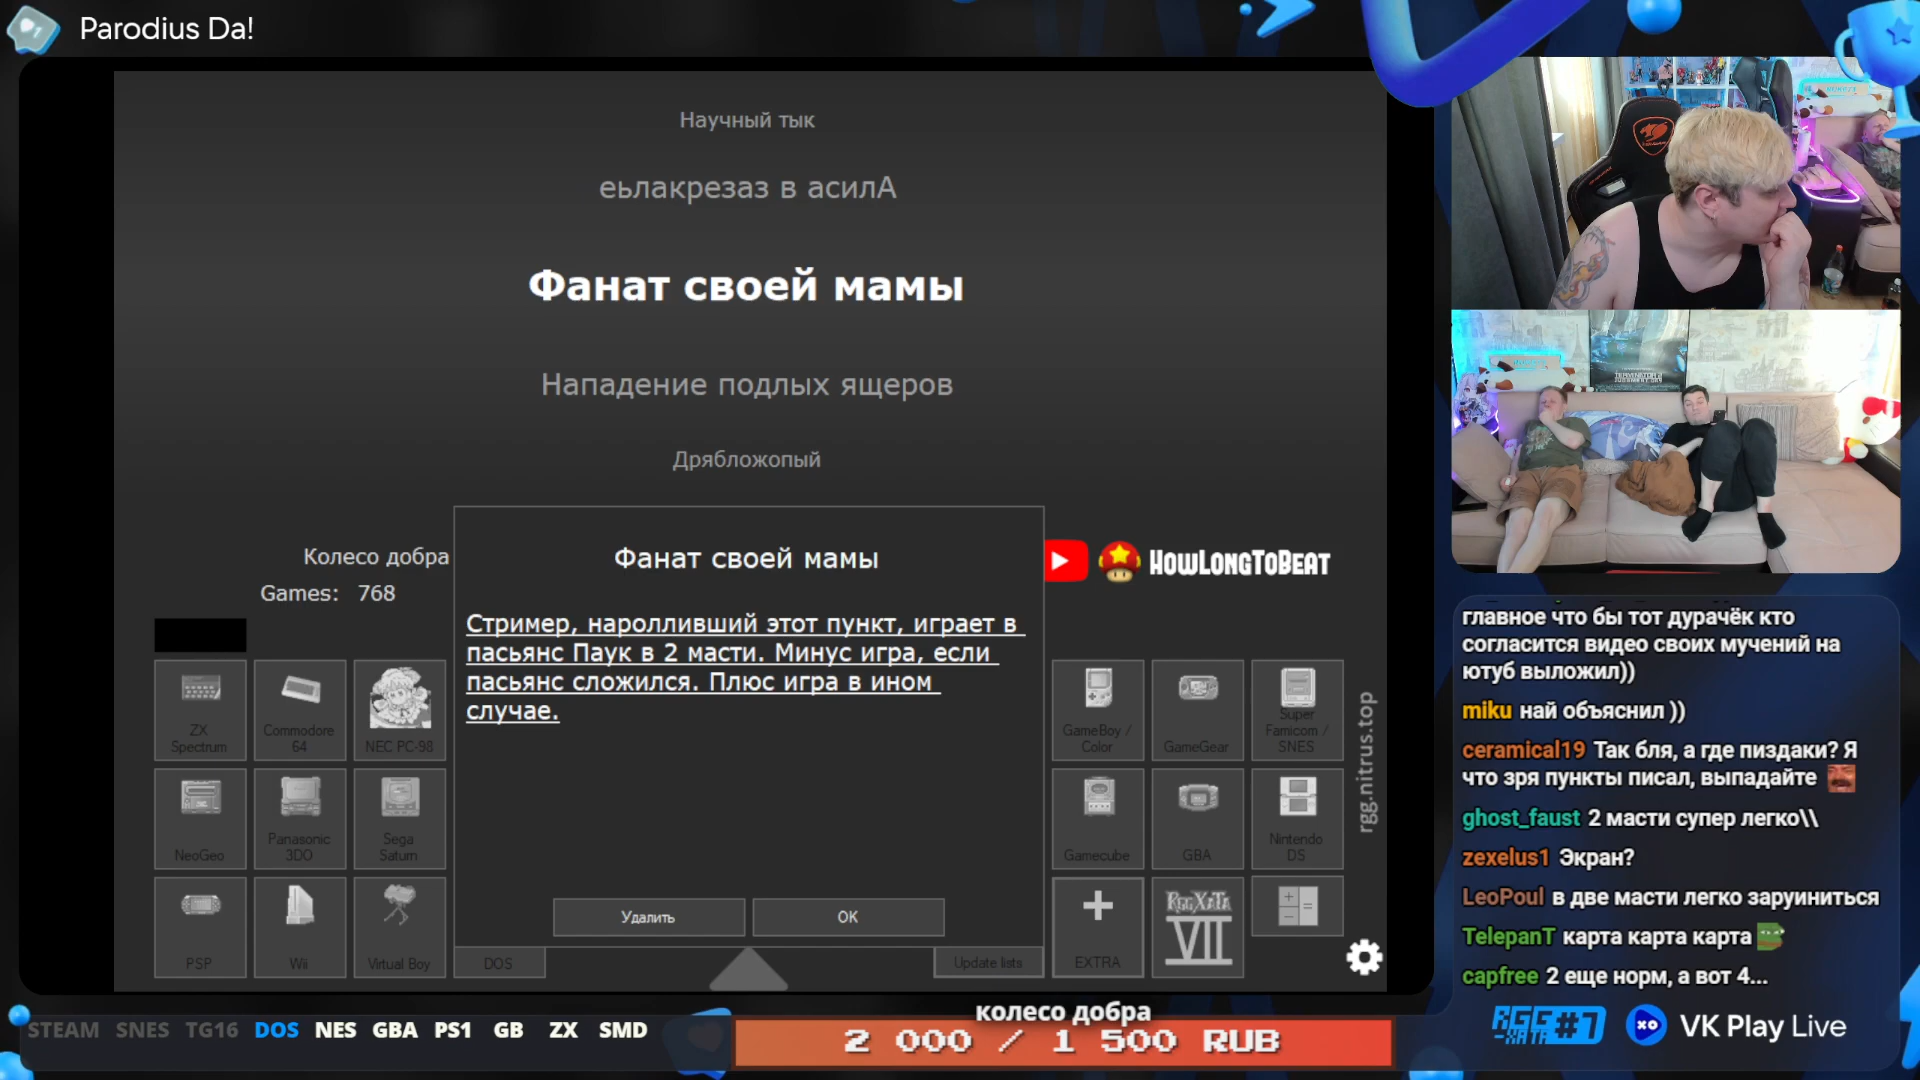 Parodius Da!
Научный тык
еьлакрезаз в асилА
Фанат своей мамы
Нападение подлых ящеров
Дрябложопый
Колесо добра
Games: 768
Фанат своей мамы
Стример, нароллив­ший этот пункт, играет в
пасьянс Паук в 2 масти. Минус игра, если
пасьянс сложился. Плюс игра в ином
случае.
Удалить
OK
HowLongToBeat
ZX
Spectrum
Commodore
64
NEC PC-98
NeoGeo
Panasonic
3DO
Sega
Saturn
PSP
Wii
Virtual Boy
DOS
Update lists
GameBoy /
Color
GameGear
Super
Famicom /
SNES
Gamecube
GBA
Nintendo
DS
EXTRA
RGGXATA
VII
rgg.nitrus.top
главное что бы тот дурачёк кто
согласится видео своих мучений на
ютуб выложил))
miku най объяснил ))
ceramical19 Так бля, а где пиздаки? Я
что зря пункты писал, выпадайте
ghost_faust 2 масти супер легко\\
zexelus1 Экран?
LeoPoul в две масти легко заруиниться
TelepanT карта карта карта
capfree 2 еще норм, а вот 4...
STEAM SNES TG16 DOS NES GBA PS1 GB ZX SMD
колесо добра
2 000 / 1 500 RUB
RGG
-XATA
#7
VK Play Live